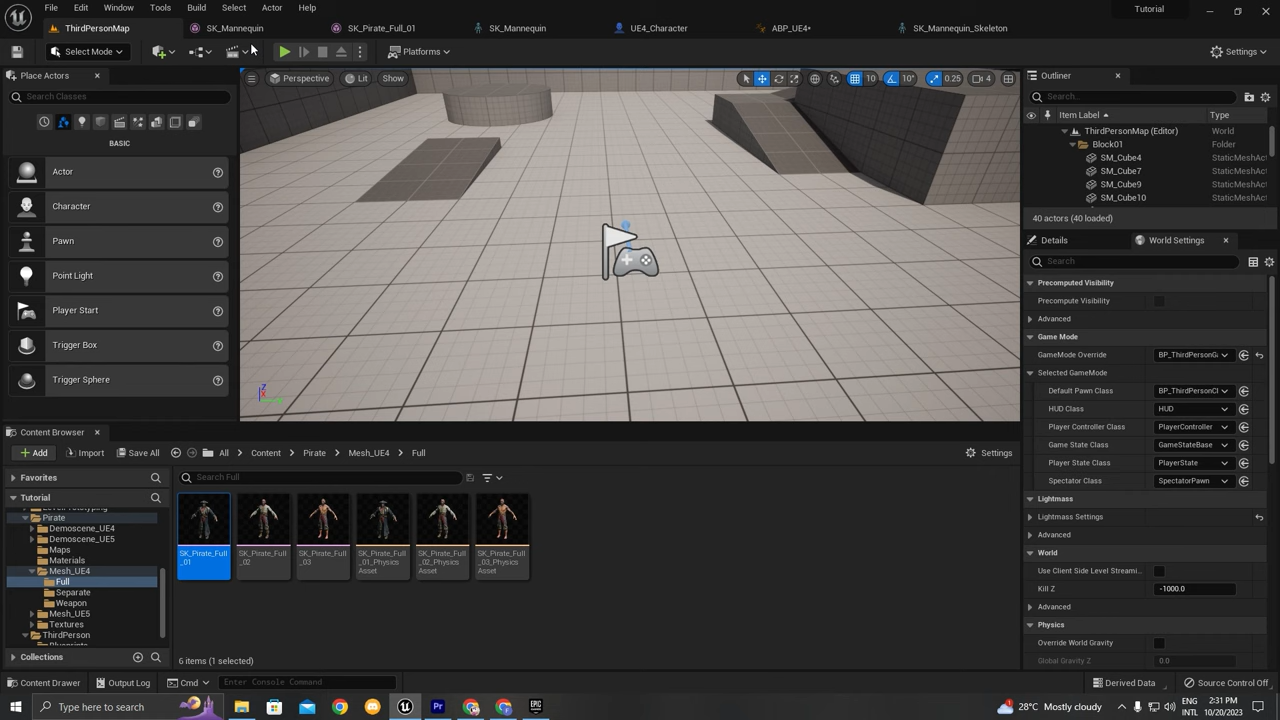 File Edit Window Tools Build Select Actor Help
Tutorial
ThirdPersonMap SK_Mannequin SK_Pirate_Full_01 SK_Mannequin UE4_Character ABP_UE4* SK_Mannequin_Skeleton
Select Mode Platforms Settings
Place Actors
Search Classes
BASIC
Actor
Character
Pawn
Point Light
Player Start
Trigger Box
Trigger Sphere
Perspective Lit Show 10 10° 0.25 4
Z
X
Outliner
Search...
Item Label Type
ThirdPersonMap (Editor) World
Block01 Folder
SM_Cube4 StaticMeshAct
SM_Cube7 StaticMeshAct
SM_Cube9 StaticMeshAct
SM_Cube10 StaticMeshAct
40 actors (40 loaded)
Details World Settings
Search
Precomputed Visibility
Precompute Visibility
Advanced
Game Mode
GameMode Override BP_ThirdPersonGa
Selected GameMode
Default Pawn Class BP_ThirdPersonCl
HUD Class HUD
Player Controller Class PlayerController
Game State Class GameStateBase
Player State Class PlayerState
Spectator Class SpectatorPawn
Lightmass
Lightmass Settings
Advanced
World
Use Client Side Level Streami...
Kill Z -1000.0
Advanced
Physics
Override World Gravity
Global Gravity Z 0.0
Content Browser
Add Import Save All All Content Pirate Mesh_UE4 Full Settings
Favorites
Tutorial
Pirate
Demoscene_UE4
Demoscene_UE5
Maps
Materials
Mesh_UE4
Full
Separate
Weapon
Mesh_UE5
Textures
ThirdPerson
Collections
Search Full
SK_Pirate_Full
_01
SK_Pirate_Full
_02
SK_Pirate_Full
_03
SK_Pirate_Full
_01_Physics
Asset
SK_Pirate_Full
_02_Physics
Asset
SK_Pirate_Full
_03_Physics
Asset
6 items (1 selected)
Content Drawer Output Log Cmd Enter Console Command Derived Data Source Control Off
Type here to search
28°C Mostly cloudy
ENG
INTL
2:31 PM
10/20/2023